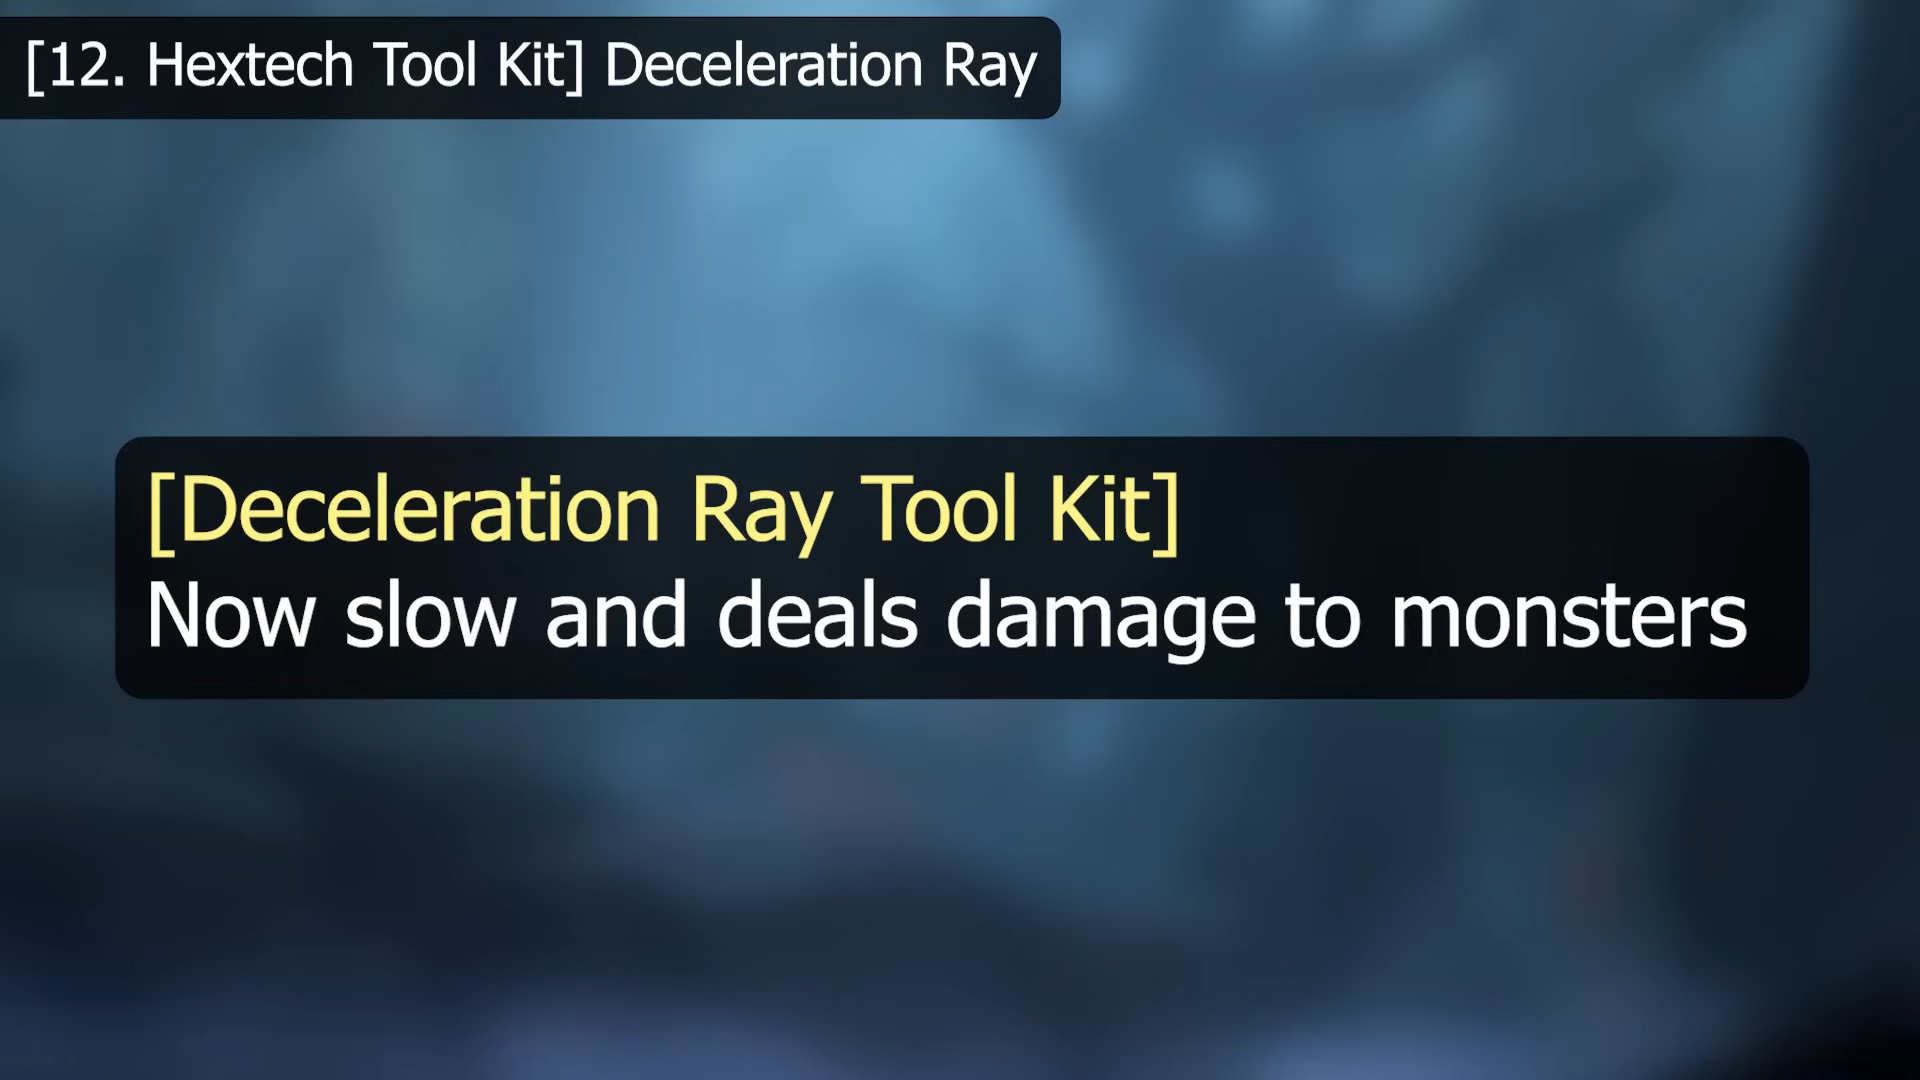 [12. Hextech Tool Kit] Deceleration Ray
[Deceleration Ray Tool Kit]
Now slow and deals damage to monsters